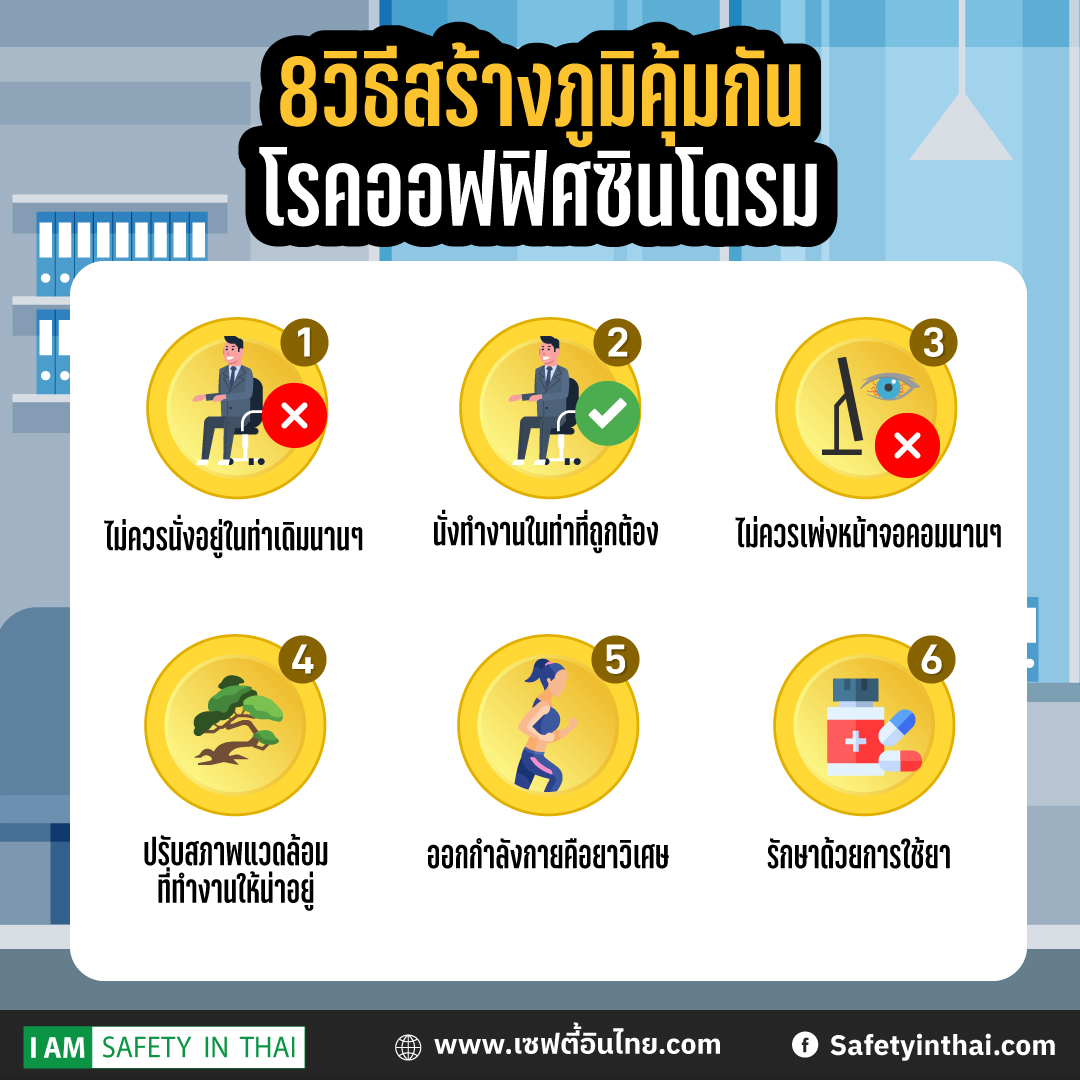 8วิธีสร้างภูมิคุ้มกัน
โรคออฟฟิศซินโดรม
1
2
3
ไม่ควรนั่งอยู่ในท่าเดิมนานๆ
นั่งทำงานในท่าที่ถูกต้อง
ไม่ควรเพ่งหน้าจอคอมนานๆ
4
5
6
ปรับสภาพแวดล้อม
ที่ทำงานให้น่าอยู่
ออกกำลังกายคือยาวิเศษ
รักษาด้วยการใช้ยา
I AM SAFETY IN THAI
www.เซฟตี้อินไทย.com
Safetyinthai.com